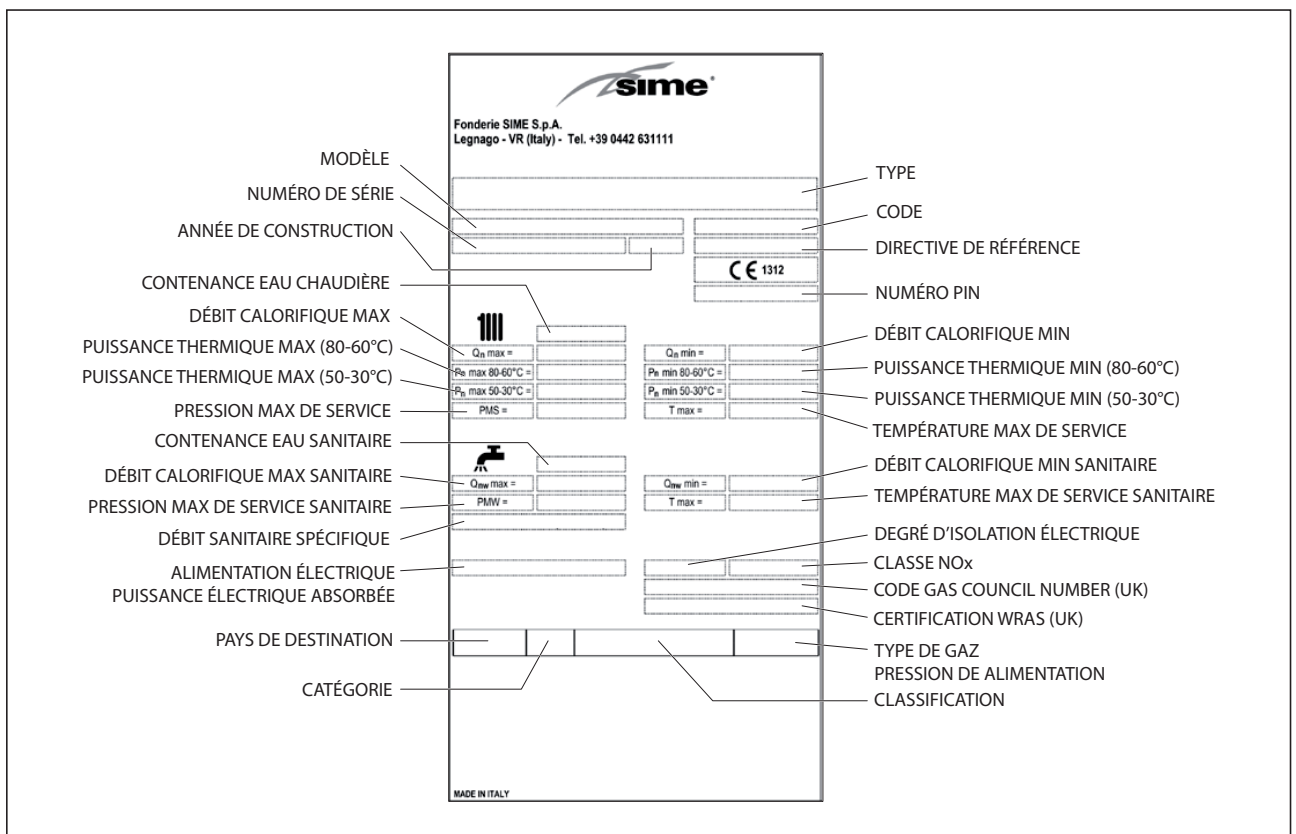 sime
Fonderie SIME S.p.A.
Legnago - VR (Italy) - Tel. +39 0442 631111
MODÈLE
NUMÉRO DE SÉRIE
ANNÉE DE CONSTRUCTION
CONTENANCE EAU CHAUDIÈRE
DÉBIT CALORIFIQUE MAX
PUISSANCE THERMIQUE MAX (80-60°C)
PUISSANCE THERMIQUE MAX (50-30°C)
PRESSION MAX DE SERVICE
CONTENANCE EAU SANITAIRE
DÉBIT CALORIFIQUE MAX SANITAIRE
PRESSION MAX DE SERVICE SANITAIRE
DÉBIT SANITAIRE SPÉCIFIQUE
ALIMENTATION ÉLECTRIQUE
PUISSANCE ÉLECTRIQUE ABSORBÉE
PAYS DE DESTINATION
CATÉGORIE
CE 1312
Qn max =
Qn min =
Pn max 80-60°C =
Pn min 80-60°C =
Pn max 50-30°C =
Pn min 50-30°C =
PMS =
T max =
Qnw max =
Qnw min =
PMW =
T max =
TYPE
CODE
DIRECTIVE DE RÉFÉRENCE
NUMÉRO PIN
DÉBIT CALORIFIQUE MIN
PUISSANCE THERMIQUE MIN (80-60°C)
PUISSANCE THERMIQUE MIN (50-30°C)
TEMPÉRATURE MAX DE SERVICE
DÉBIT CALORIFIQUE MIN SANITAIRE
TEMPÉRATURE MAX DE SERVICE SANITAIRE
DEGRÉ D'ISOLATION ÉLECTRIQUE
CLASSE NOx
CODE GAS COUNCIL NUMBER (UK)
CERTIFICATION WRAS (UK)
TYPE DE GAZ
PRESSION DE ALIMENTATION
CLASSIFICATION
MADE IN ITALY